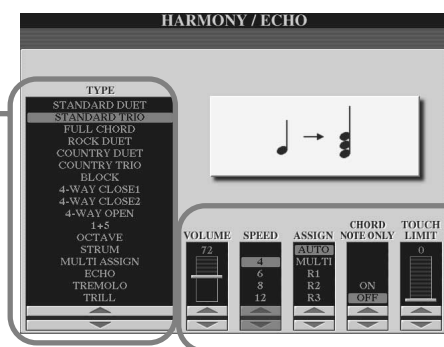 HARMONY / ECHO
TYPE
STANDARD DUET
STANDARD TRIO
FULL CHORD
ROCK DUET
COUNTRY DUET
COUNTRY TRIO
BLOCK
4-WAY CLOSE1
4-WAY CLOSE2
4-WAY OPEN
1+5
OCTAVE
STRUM
MULTI ASSIGN
ECHO
TREMOLO
TRILL
VOLUME
72
SPEED
4
6
8
12
ASSIGN
AUTO
MULTI
R1
R2
R3
CHORD
NOTE ONLY
ON
OFF
TOUCH
LIMIT
0